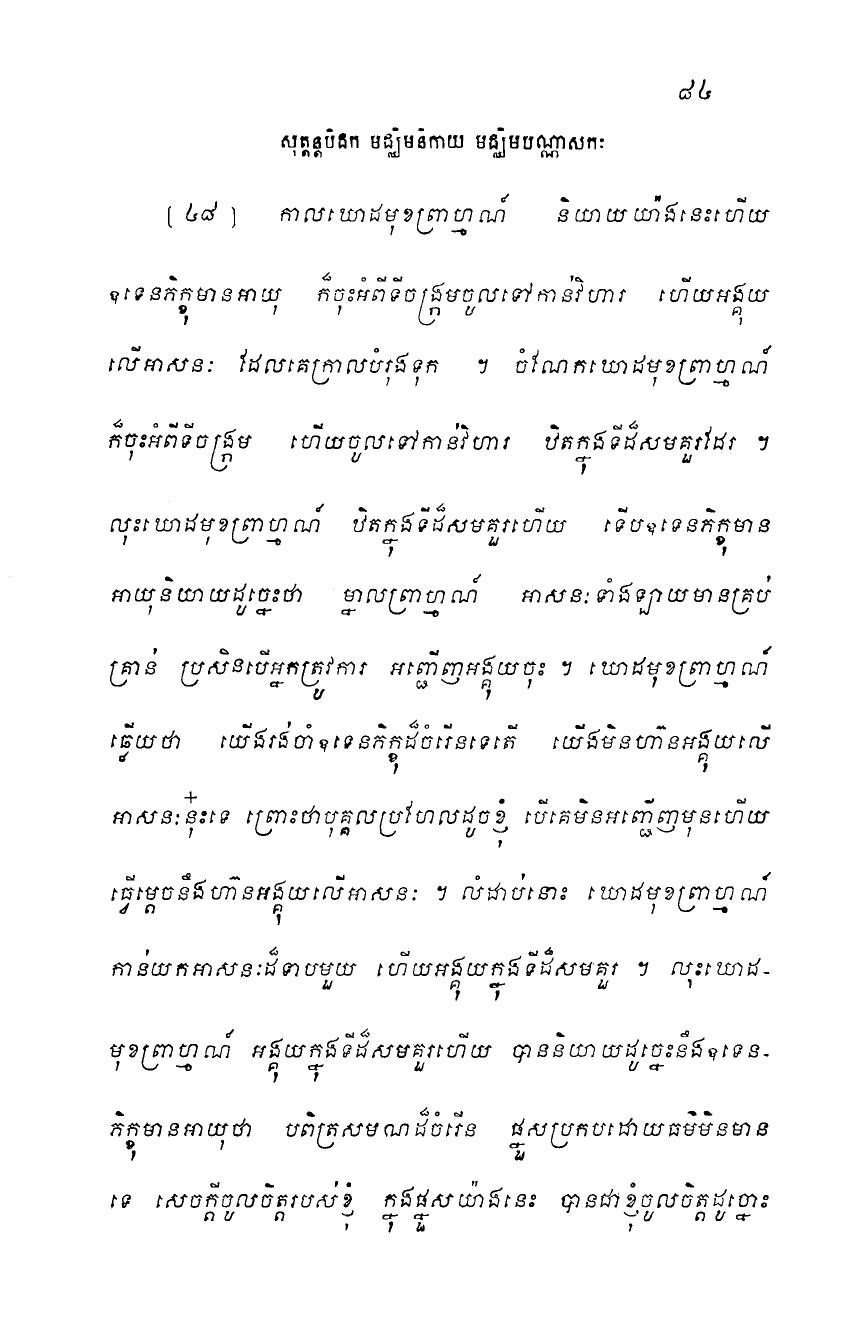 ៨៤
សុត្តន្តបិដក មជ្ឈិមនិកាយ មជ្ឈិមបណ្ណាសកៈ
[ ៤៨ ] កាលឃោដមុខព្រាហ្មណ៍ និយាយយ៉ាងនេះហើយ
ឧទេនភិក្ខុមានអាយុ ក៏ចុះអំពីទីចង្ក្រមចូលទៅកាន់វិហារ ហើយអង្គុយ
លើអាសនៈ ដែលគេក្រាលបំរុងទុក ។ ចំណែកឃោដមុខព្រាហ្មណ៍
ក៏ចុះអំពីទីចង្ក្រម ហើយចូលទៅកាន់វិហារ ឋិតក្នុងទីដ៏សមគួរដែរ ។
លុះឃោដមុខព្រាហ្មណ៍ ឋិតក្នុងទីដ៏សមគួរហើយ ទើបឧទេនភិក្ខុមាន
អាយុនិយាយដូច្នេះថា ម្នាលព្រាហ្មណ៍ អាសនៈទាំងឡាយមានគ្រប់
គ្រាន់ ប្រសិនបើអ្នកត្រូវការ អញ្ជើញអង្គុយចុះ ។ ឃោដមុខព្រាហ្មណ៍
ឆ្លើយថា យើងរង់ចាំឧទេនភិក្ខុដ៏ចំរើនទេតើ យើងមិនហ៊ានអង្គុយលើ
អាសនៈនុ៎ះទេ ព្រោះថាបុគ្គលប្រហែលដូចខ្ញុំ បើគេមិនអញ្ជើញមុនហើយ
ធ្វើម្ដេចនឹងហ៊ានអង្គុយលើអាសនៈ ។ លំដាប់នោះ ឃោដមុខព្រាហ្មណ៍
កាន់យកអាសនៈដ៏ទាបមួយ ហើយអង្គុយក្នុងទីដ៏សមគួរ ។ លុះឃោដ-
មុខព្រាហ្មណ៍ អង្គុយក្នុងទីដ៏សមគួរហើយ បាននិយាយដូច្នេះនឹងឧទេន-
ភិក្ខុមានអាយុថា បពិត្រសមណដ៏ចំរើន ផ្នួសប្រកបដោយធម៌មិនមាន
ទេ សេចក្ដីចូលចិត្តរបស់ខ្ញុំ ក្នុងផ្នួសយ៉ាងនេះ បានជាខ្ញុំចូលចិត្តដូច្នោះ